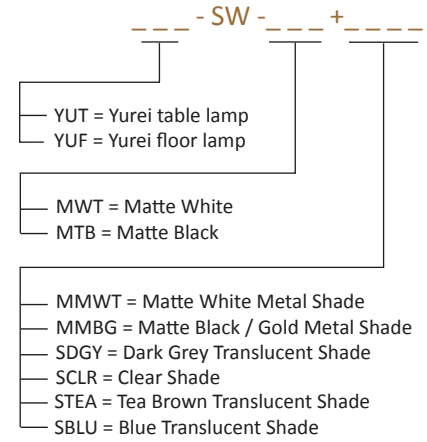 _ _ _ - SW - _ _ _ + _ _ _ _
YUT = Yurei table lamp
YUF = Yurei floor lamp
MWT = Matte White
MTB = Matte Black
MMWT = Matte White Metal Shade
MMBG = Matte Black / Gold Metal Shade
SDGY = Dark Grey Translucent Shade
SCLR = Clear Shade
STEA = Tea Brown Translucent Shade
SBLU = Blue Translucent Shade